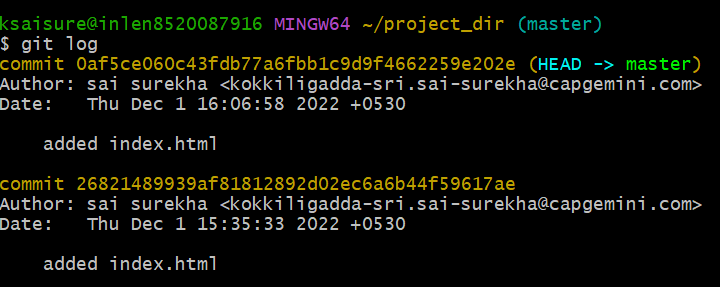 ksaisure@inlen8520087916 MINGW64 ~/project_dir (master)
$ git log
commit 0af5ce060c43fdb77a6fbb1c9d9f4662259e202e (HEAD -> master)
Author: sai surekha <kokkiligadda-sri.sai-surekha@capgemini.com>
Date:   Thu Dec 1 16:06:58 2022 +0530
    added index.html
commit 26821489939af81812892d02ec6a6b44f59617ae
Author: sai surekha <kokkiligadda-sri.sai-surekha@capgemini.com>
Date:   Thu Dec 1 15:35:33 2022 +0530
    added index.html